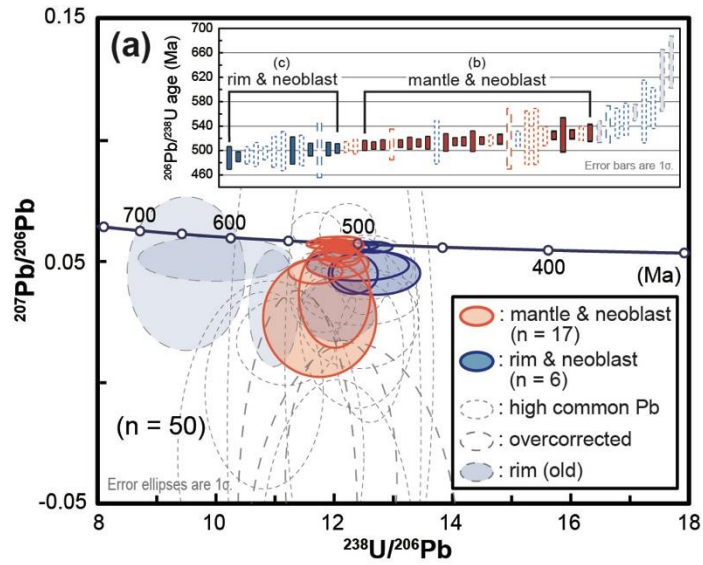 0.15
(a)
700
660
620
580
540
500
460
²⁰⁶Pb/²³⁸U age (Ma)
(c)
rim & neoblast
(b)
mantle & neoblast
Error bars are 1σ.
700
600
500
400
(Ma)
0.05
²⁰⁷Pb/²⁰⁶Pb
: mantle & neoblast
(n = 17)
: rim & neoblast
(n = 6)
: high common Pb
: overcorrected
: rim (old)
(n = 50)
Error ellipses are 1σ.
-0.05
8
10
12
14
16
18
²³⁸U/²⁰⁶Pb